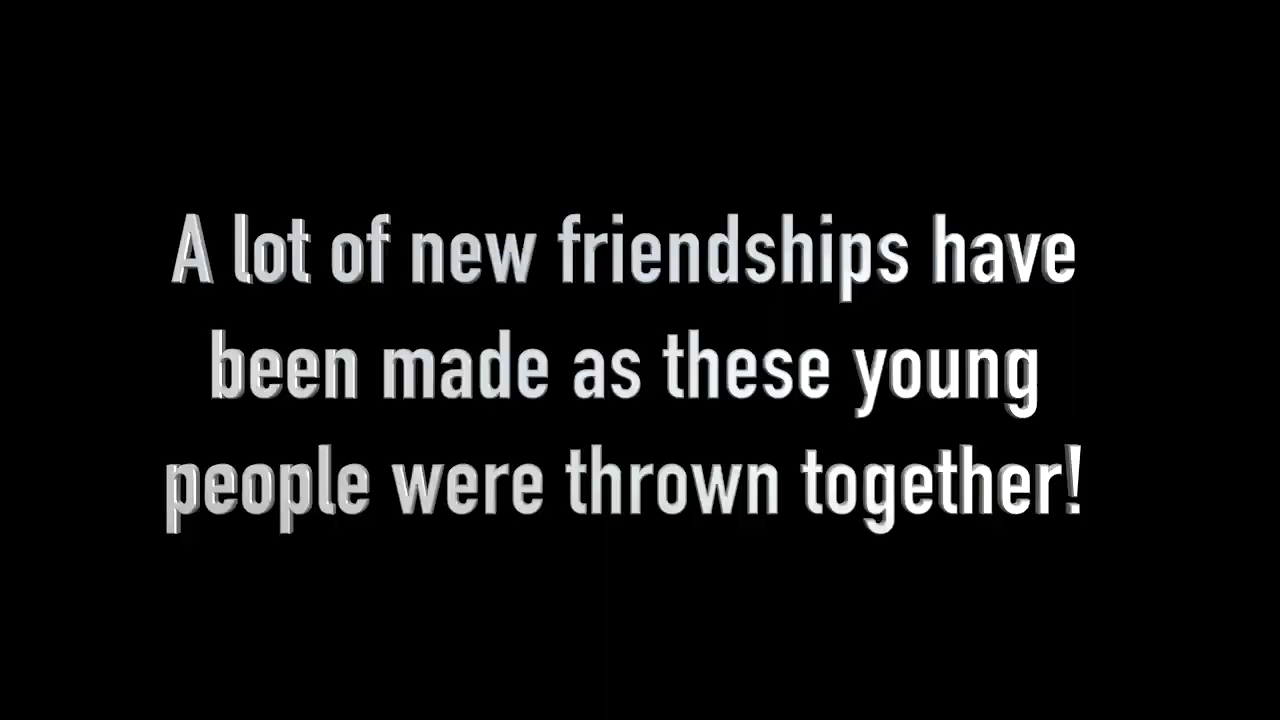 A lot of new friendships have
been made as these young
people were thrown together!